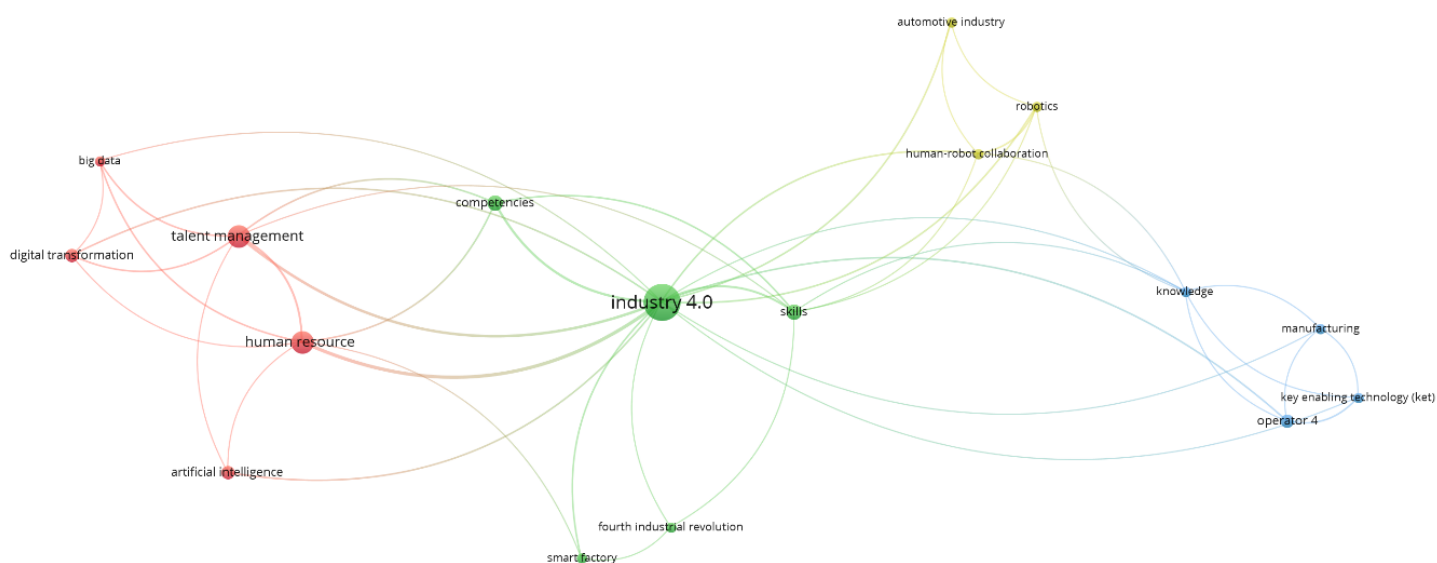 automotive industry
robotics
human-robot collaboration
big data
competencies
talent management
digital transformation
industry 4.0
skills
knowledge
manufacturing
human resource
key enabling technology (ket)
operator 4
artificial intelligence
fourth industrial revolution
smart factory